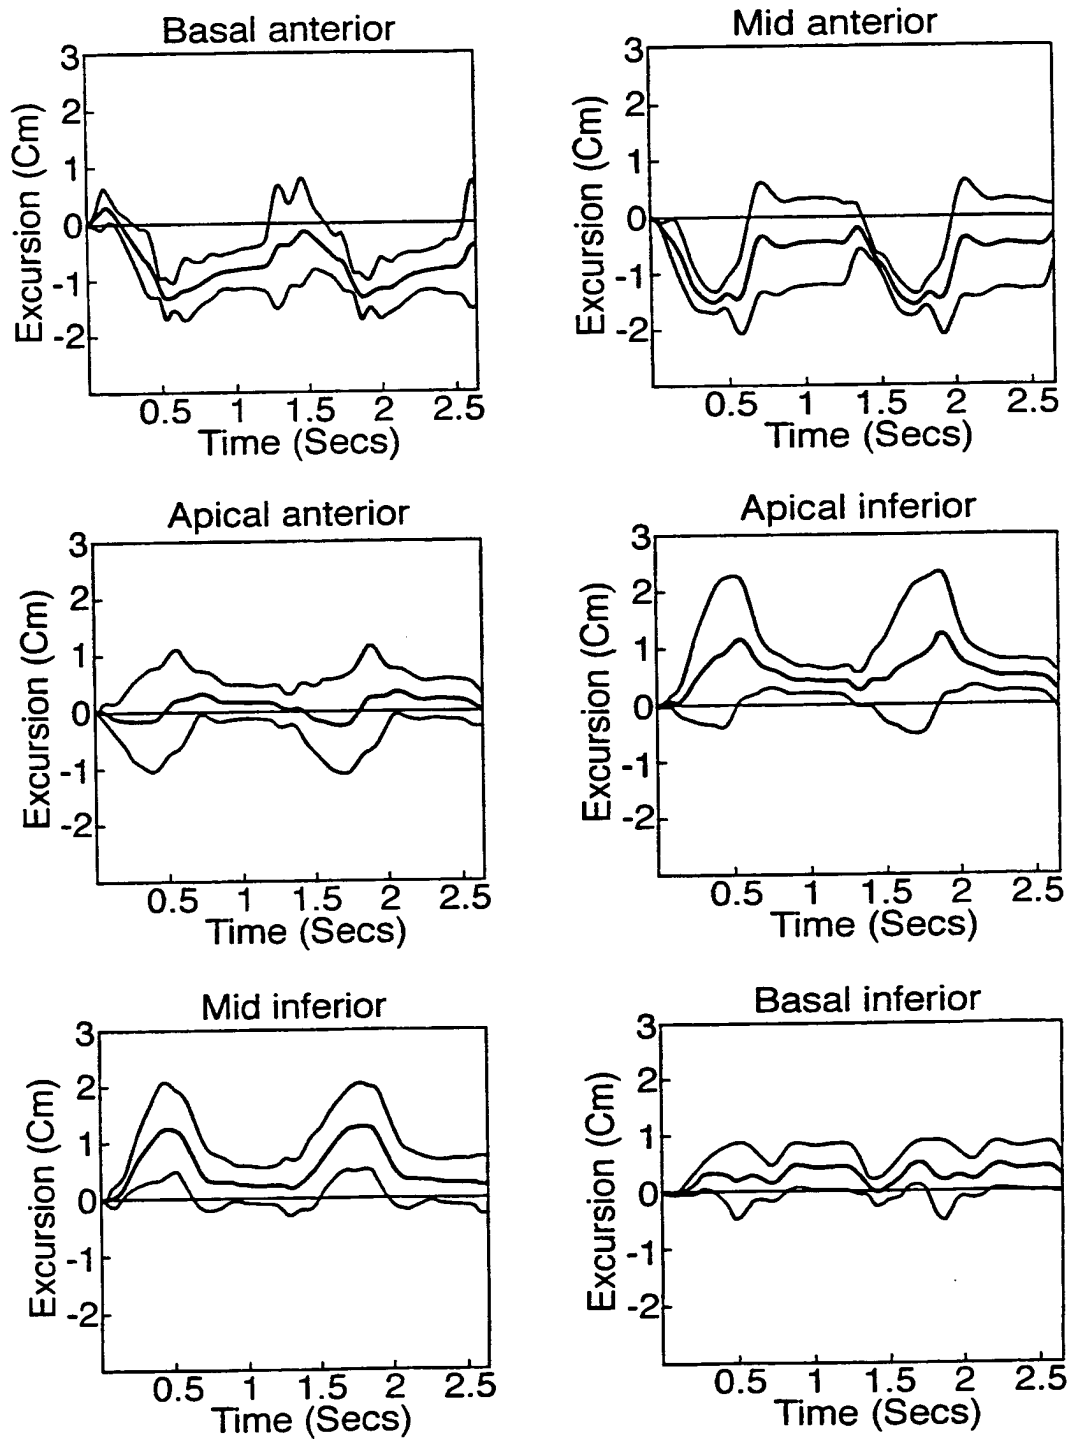 Basal anterior
3
2
1
0
-1
-2
Excursion (Cm)
0.5 1 1.5 2 2.5
Time (Secs)
Mid anterior
3
2
1
0
-1
-2
Excursion (Cm)
0.5 1 1.5 2 2.5
Time (Secs)
Apical anterior
3
2
1
0
-1
-2
Excursion (Cm)
0.5 1 1.5 2 2.5
Time (Secs)
Apical inferior
3
2
1
0
-1
-2
Excursion (Cm)
0.5 1 1.5 2 2.5
Time (Secs)
Mid inferior
3
2
1
0
-1
-2
Excursion (Cm)
0.5 1 1.5 2 2.5
Time (Secs)
Basal inferior
3
2
1
0
-1
-2
Excursion (Cm)
0.5 1 1.5 2 2.5
Time (Secs)